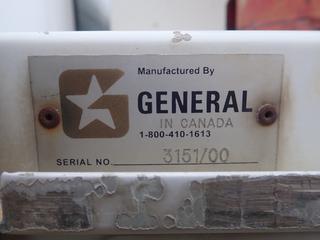 Manufactured By
GENERAL
IN CANADA
1-800-410-1613
SERIAL NO. 3151/00